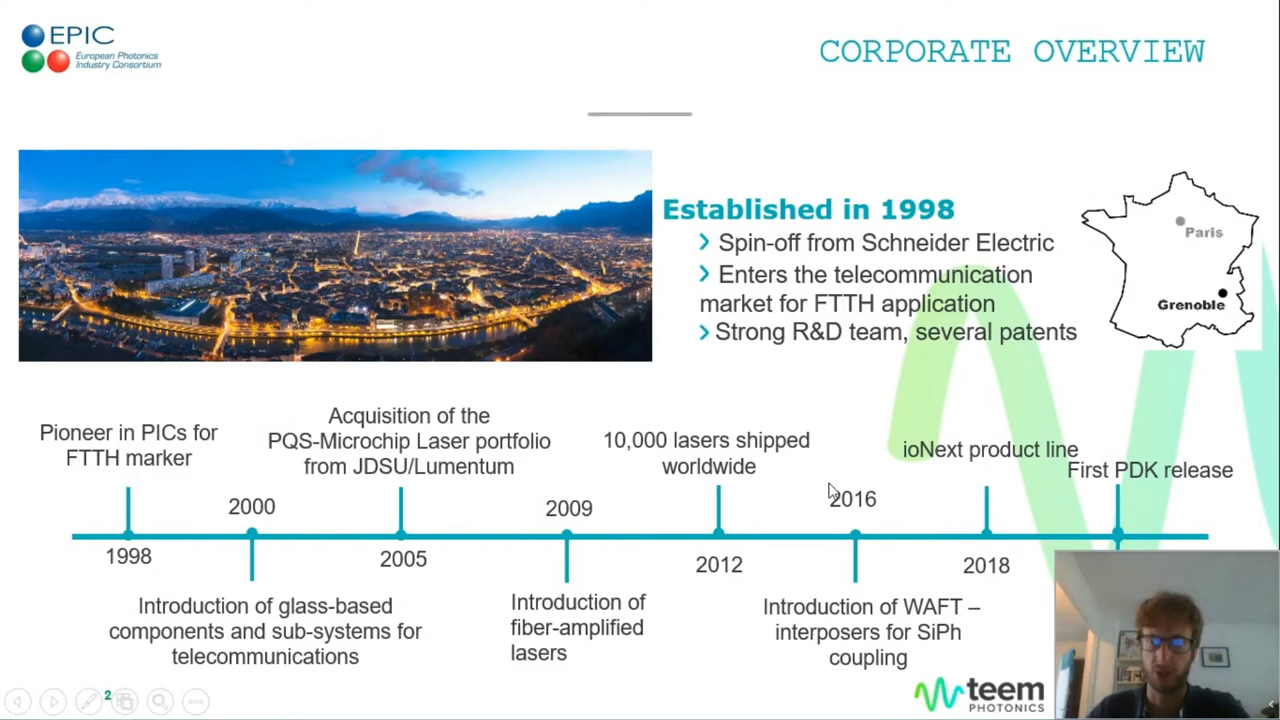 EPIC
European Photonics
Industry Consortium
CORPORATE OVERVIEW
Established in 1998
Spin-off from Schneider Electric
Enters the telecommunication
market for FTTH application
Strong R&D team, several patents
Paris
Grenoble
Pioneer in PICs for
FTTH marker
1998
2000
Introduction of glass-based
components and sub-systems for
telecommunications
Acquisition of the
PQS-Microchip Laser portfolio
from JDSU/Lumentum
2005
2009
Introduction of
fiber-amplified
lasers
10,000 lasers shipped
worldwide
2012
2016
Introduction of WAFT –
interposers for SiPh
coupling
ioNext product line
2018
First PDK release
2
teem
PHOTONICS